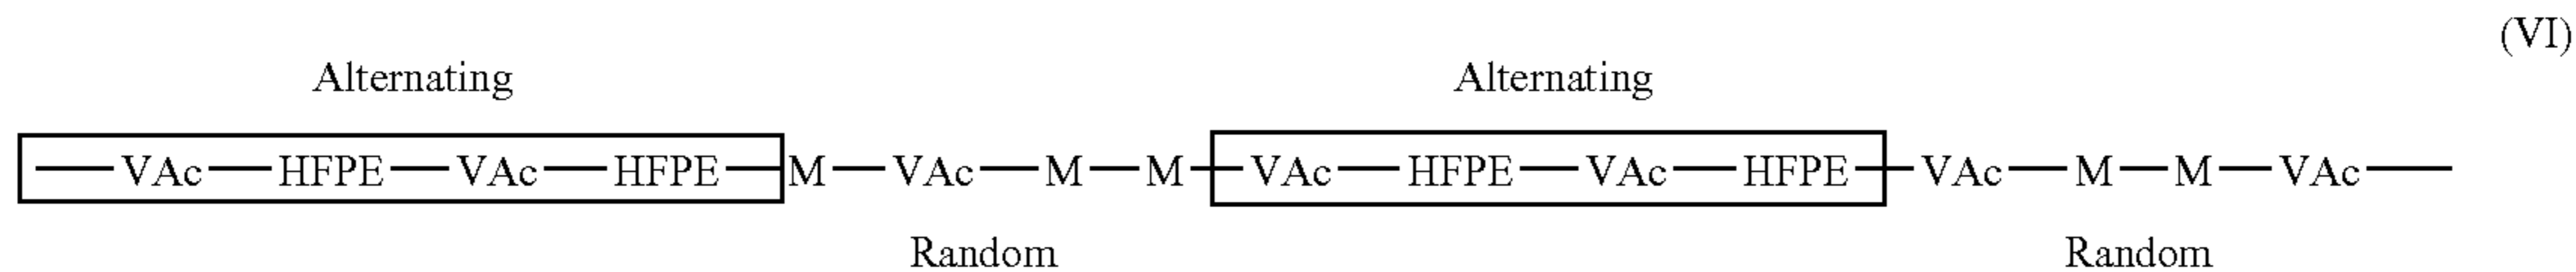 (VI)
Alternating Alternating
VAc—HFPE—VAc—HFPE—M—VAc—M—M—VAc—HFPE—VAc—HFPE—VAc—M—M—VAc
Random Random